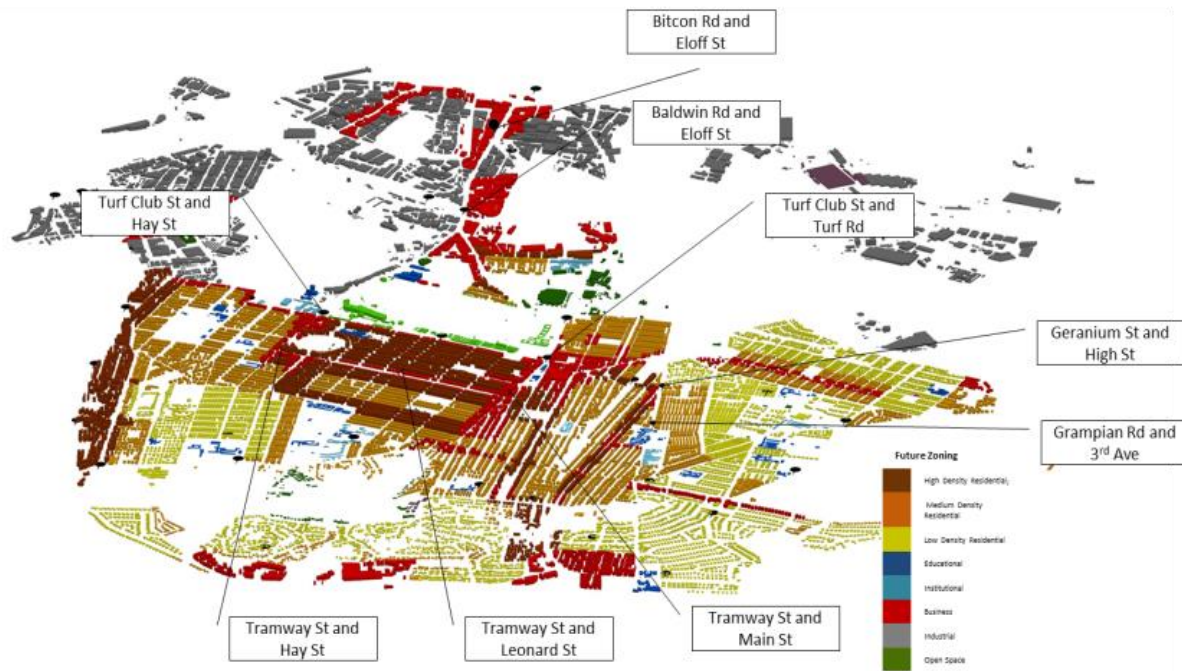 Bitcon Rd and
Eloff St
Baldwin Rd and
Eloff St
Turf Club St and
Hay St
Turf Club St and
Turf Rd
Geranium St and
High St
Grampian Rd and
3rd Ave
Future Zoning
High Density Residential;
Medium Density
Residential
Low Density Residential
Educational
Institutional
Business
Industrial
Open Space
Tramway St and
Hay St
Tramway St and
Leonard St
Tramway St and
Main St